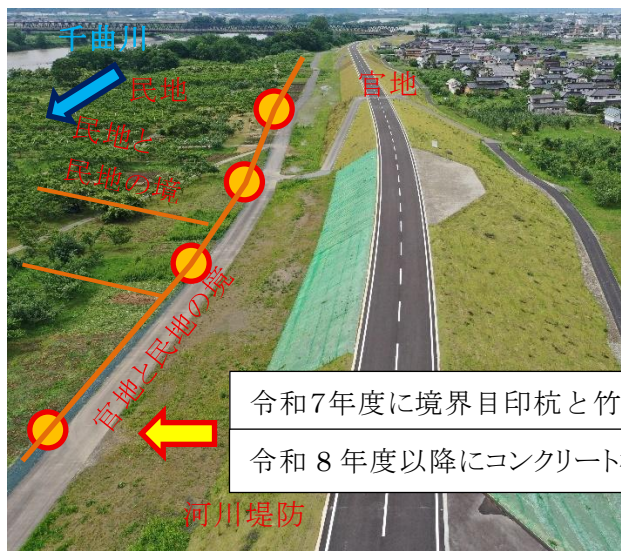 千曲川
官地
民地
民地と
民地の境
官地と民地の境
令和7年度に境界目印杭と竹
令和8年度以降にコンクリート
河川堤防